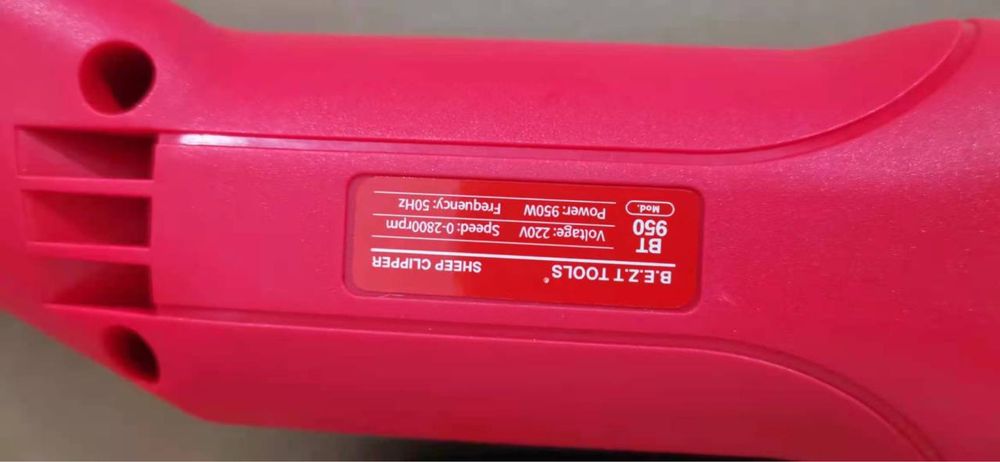 B.E.Z.T TOOLS® SHEEP CLIPPER
BT 950 Mod.
Voltage: 220V Speed: 0-2800rpm
Power: 950W Frequency: 50Hz